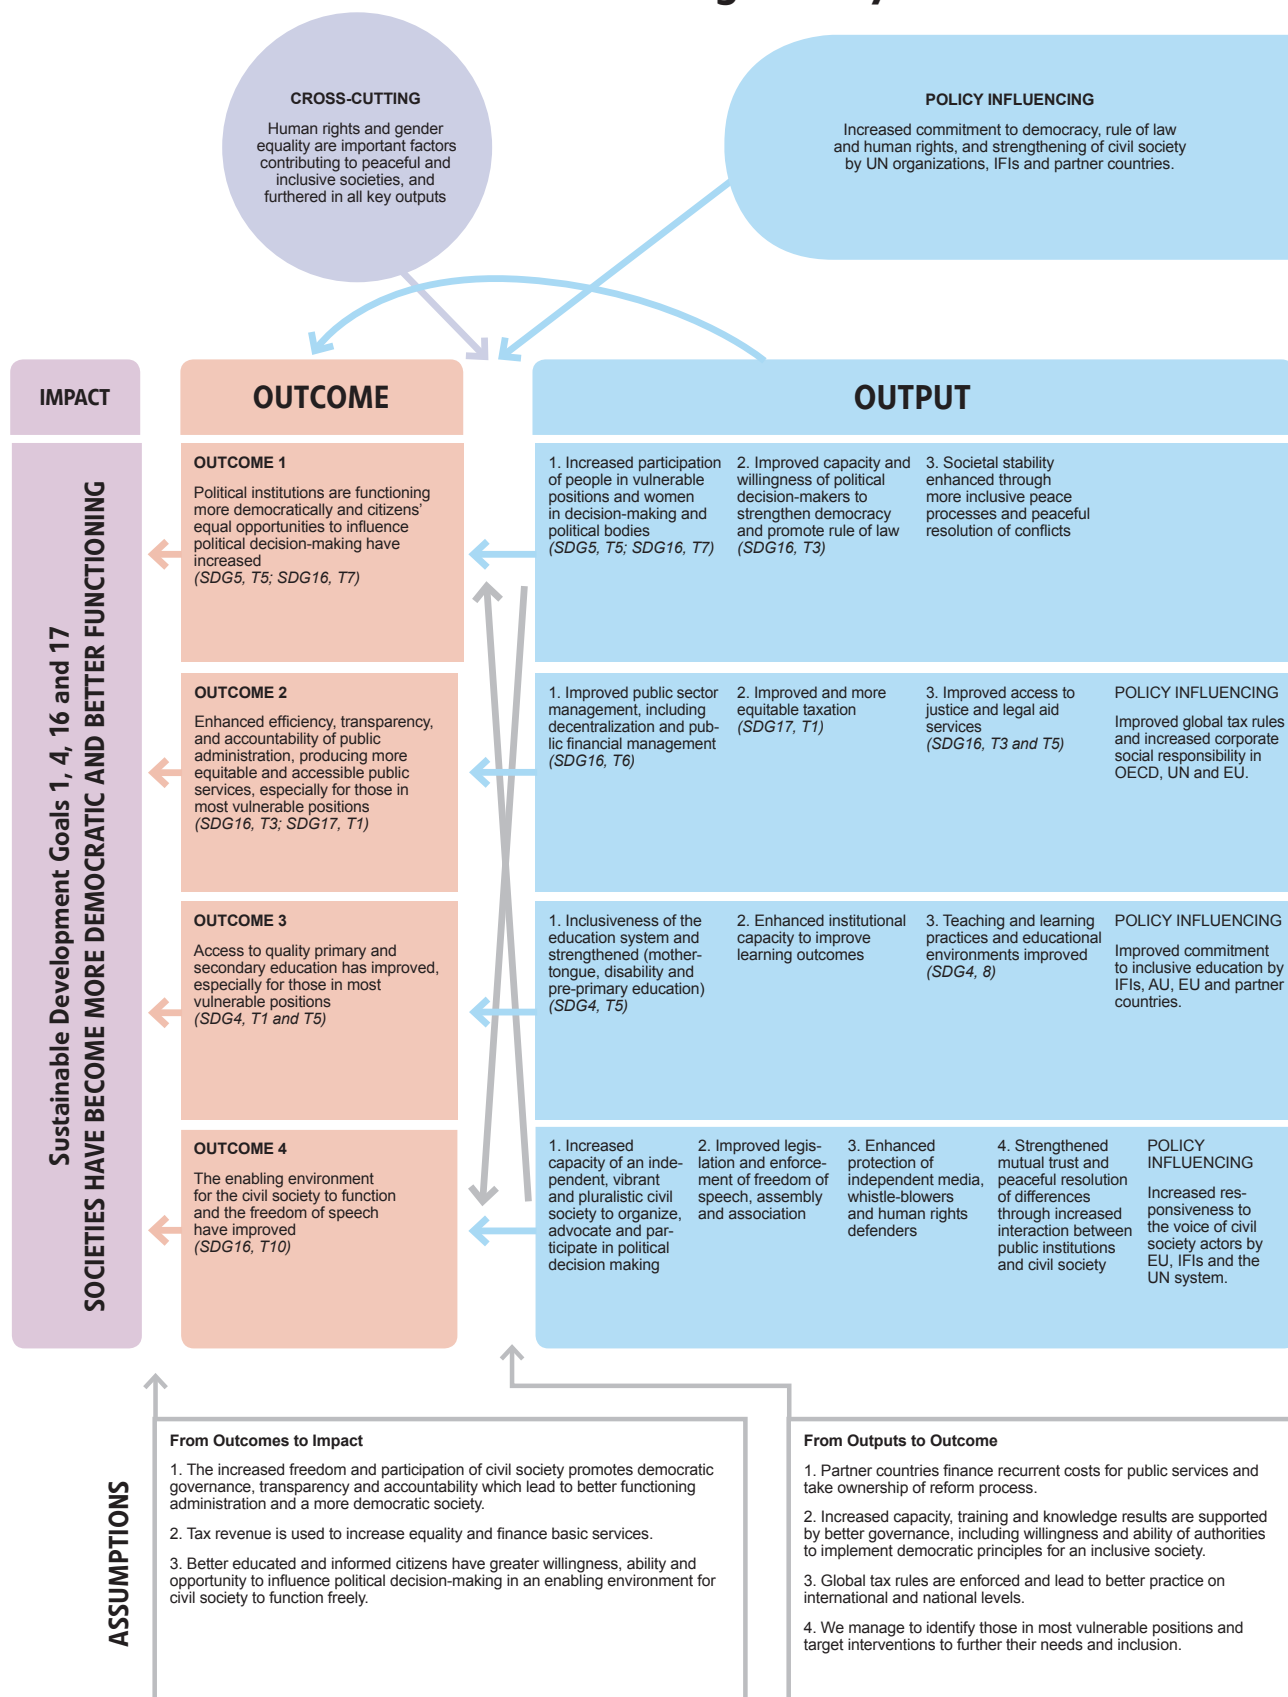 CROSS-CUTTING
Human rights and gender
equality are important factors
contributing to peaceful and
inclusive societies, and
furthered in all key outputs
POLICY INFLUENCING
Increased commitment to democracy, rule of law
and human rights, and strengthening of civil society
by UN organizations, IFIs and partner countries.
IMPACT
OUTCOME
OUTPUT
Sustainable Development Goals 1, 4, 16 and 17
SOCIETIES HAVE BECOME MORE DEMOCRATIC AND BETTER FUNCTIONING
OUTCOME 1
Political institutions are functioning
more democratically and citizens'
equal opportunities to influence
political decision-making have
increased
(SDG5, T5; SDG16, T7)
1. Increased participation
of people in vulnerable
positions and women
in decision-making and
political bodies
(SDG5, T5; SDG16, T7)
2. Improved capacity and
willingness of political
decision-makers to
strengthen democracy
and promote rule of law
(SDG16, T3)
3. Societal stability
enhanced through
more inclusive peace
processes and peaceful
resolution of conflicts
OUTCOME 2
Enhanced efficiency, transparency,
and accountability of public
administration, producing more
equitable and accessible public
services, especially for those in
most vulnerable positions
(SDG16, T3; SDG17, T1)
1. Improved public sector
management, including
decentralization and pub-
lic financial management
(SDG16, T6)
2. Improved and more
equitable taxation
(SDG17, T1)
3. Improved access to
justice and legal aid
services
(SDG16, T3 and T5)
POLICY INFLUENCING
Improved global tax rules
and increased corporate
social responsibility in
OECD, UN and EU.
OUTCOME 3
Access to quality primary and
secondary education has improved,
especially for those in most
vulnerable positions
(SDG4, T1 and T5)
1. Inclusiveness of the
education system and
strengthened (mother-
tongue, disability and
pre-primary education)
(SDG4, T5)
2. Enhanced institutional
capacity to improve
learning outcomes
3. Teaching and learning
practices and educational
environments improved
(SDG4, 8)
POLICY INFLUENCING
Improved commitment
to inclusive education by
IFIs, AU, EU and partner
countries.
OUTCOME 4
The enabling environment
for the civil society to function
and the freedom of speech
have improved
(SDG16, T10)
1. Increased
capacity of an inde-
pendent, vibrant
and pluralistic civil
society to organize,
advocate and par-
ticipate in political
decision making
2. Improved legis-
lation and enforce-
ment of freedom of
speech, assembly
and association
3. Enhanced
protection of
independent media,
whistle-blowers
and human rights
defenders
4. Strengthened
mutual trust and
peaceful resolution
of differences
through increased
interaction between
public institutions
and civil society
POLICY
INFLUENCING
Increased res-
ponsiveness to
the voice of civil
society actors by
EU, IFIs and the
UN system.
ASSUMPTIONS
From Outcomes to Impact
1. The increased freedom and participation of civil society promotes democratic
governance, transparency and accountability which lead to better functioning
administration and a more democratic society.
2. Tax revenue is used to increase equality and finance basic services.
3. Better educated and informed citizens have greater willingness, ability and
opportunity to influence political decision-making in an enabling environment for
civil society to function freely.
From Outputs to Outcome
1. Partner countries finance recurrent costs for public services and
take ownership of reform process.
2. Increased capacity, training and knowledge results are supported
by better governance, including willingness and ability of authorities
to implement democratic principles for an inclusive society.
3. Global tax rules are enforced and lead to better practice on
international and national levels.
4. We manage to identify those in most vulnerable positions and
target interventions to further their needs and inclusion.